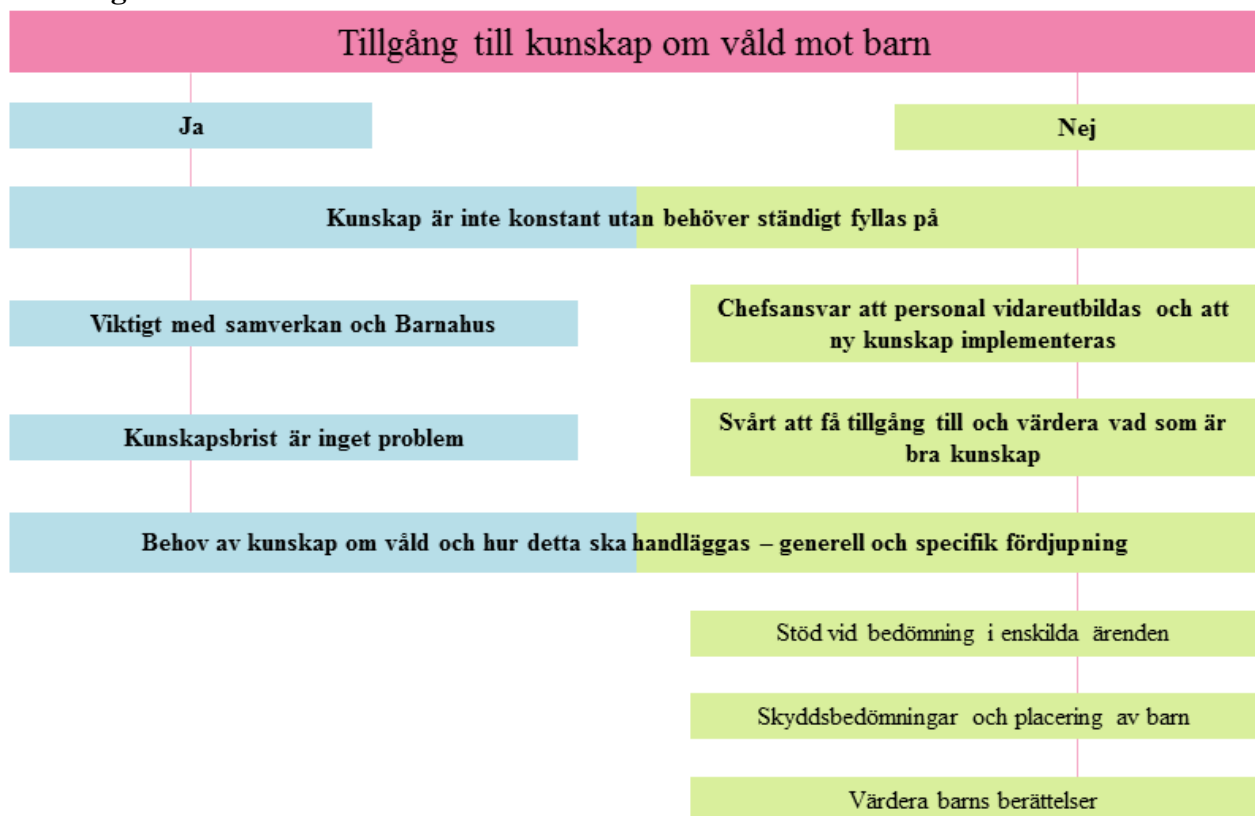 Tillgång till kunskap om våld mot barn
Ja
Nej
Kunskap är inte konstant utan behöver ständigt fyllas på
Viktigt med samverkan och Barnahus
Chefsansvar att personal vidareutbildas och att
ny kunskap implementeras
Kunskapsbrist är inget problem
Svårt att få tillgång till och värdera vad som är
bra kunskap
Behov av kunskap om våld och hur detta ska handläggas – generell och specifik fördjupning
Stöd vid bedömning i enskilda ärenden
Skyddsbedömningar och placering av barn
Värdera barns berättelser